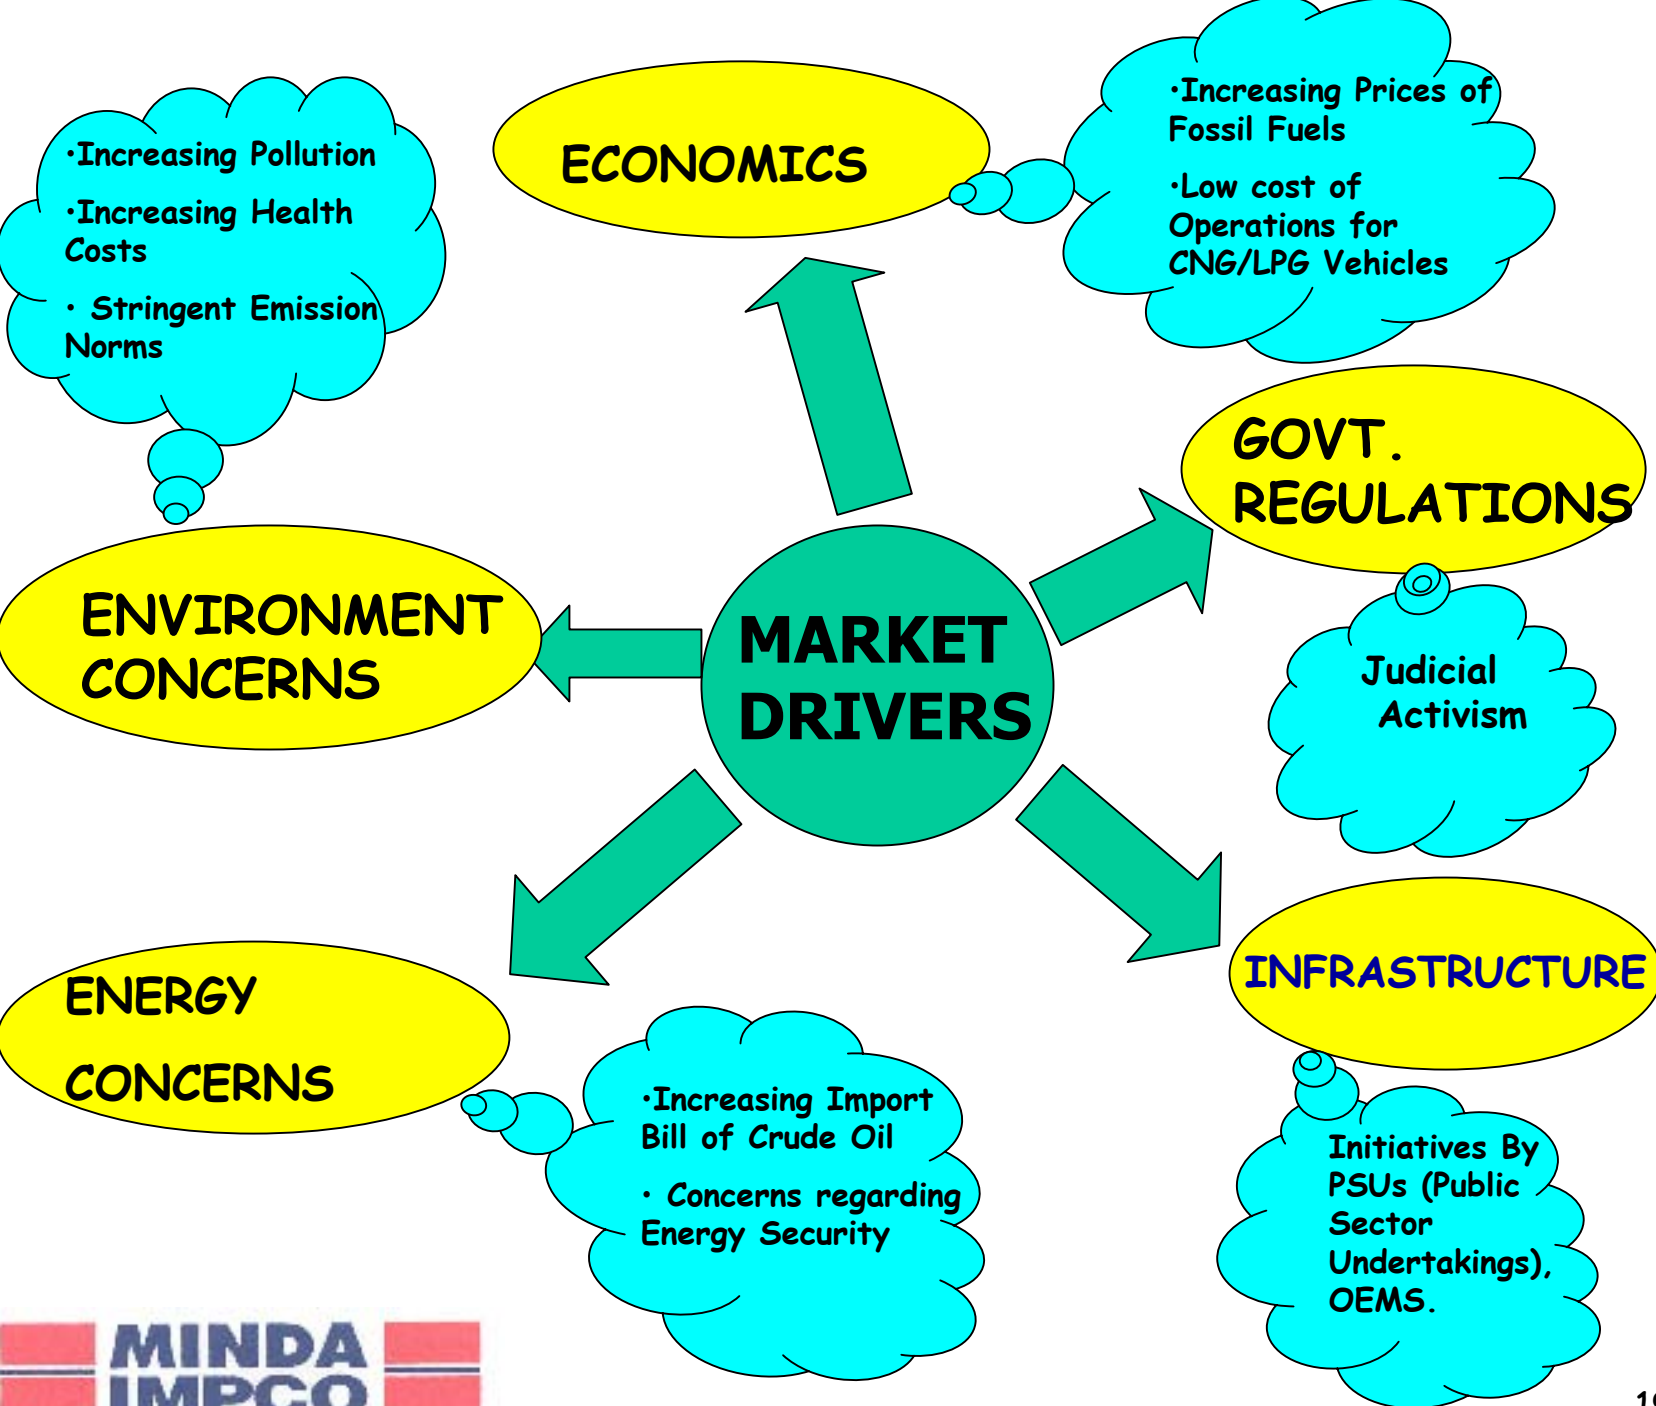 •Increasing Pollution
•Increasing Health
Costs
• Stringent Emission
Norms
ECONOMICS
•Increasing Prices of
Fossil Fuels
•Low cost of
Operations for
CNG/LPG Vehicles
GOVT.
REGULATIONS
ENVIRONMENT
CONCERNS
MARKET
DRIVERS
Judicial
Activism
ENERGY
CONCERNS
INFRASTRUCTURE
•Increasing Import
Bill of Crude Oil
• Concerns regarding
Energy Security
Initiatives By
PSUs (Public
Sector
Undertakings),
OEMS.
MINDA
IMPCO